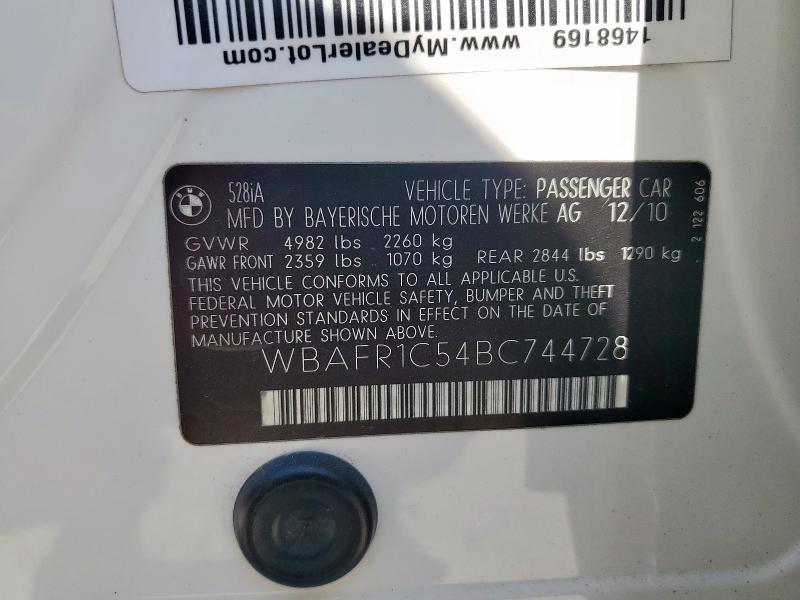 1468169
www.MyDealerLot.com
BMW
528iA
VEHICLE TYPE: PASSENGER CAR
MFD BY BAYERISCHE MOTOREN WERKE AG 12/10
GVWR 4982 lbs 2260 kg
GAWR FRONT 2359 lbs 1070 kg REAR 2844 lbs 1290 kg
THIS VEHICLE CONFORMS TO ALL APPLICABLE U.S.
FEDERAL MOTOR VEHICLE SAFETY, BUMPER AND THEFT
PREVENTION STANDARDS IN EFFECT ON THE DATE OF
MANUFACTURE SHOWN ABOVE.
WBAFR1C54BC744728
2 122 606